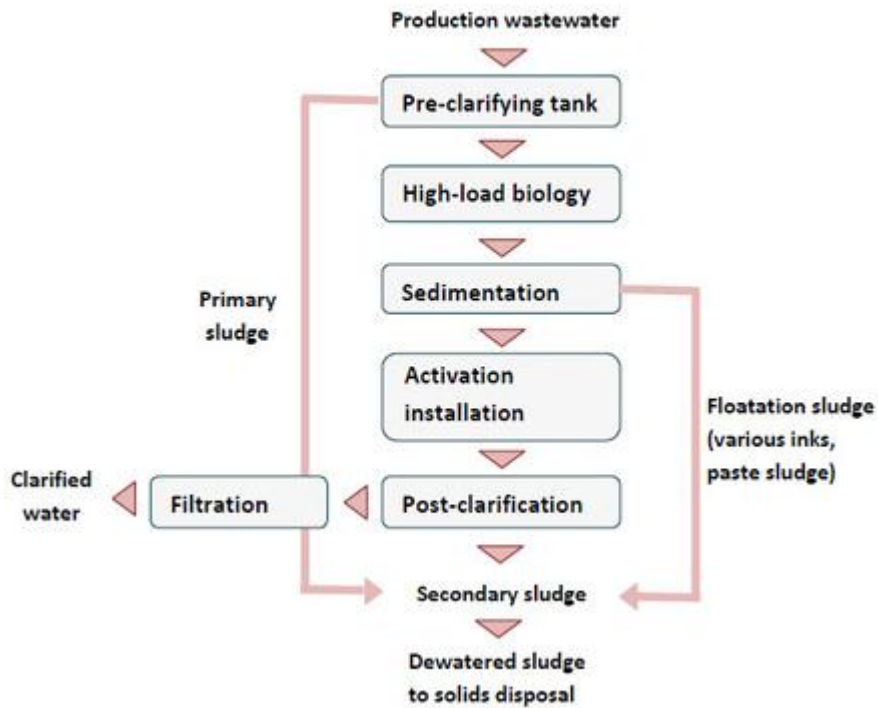 Production wastewater
Pre-clarifying tank
High-load biology
Sedimentation
Primary
sludge
Activation
installation
Floatation sludge
(various inks,
paste sludge)
Clarified
water
Filtration
Post-clarification
Secondary sludge
Dewatered sludge
to solids disposal